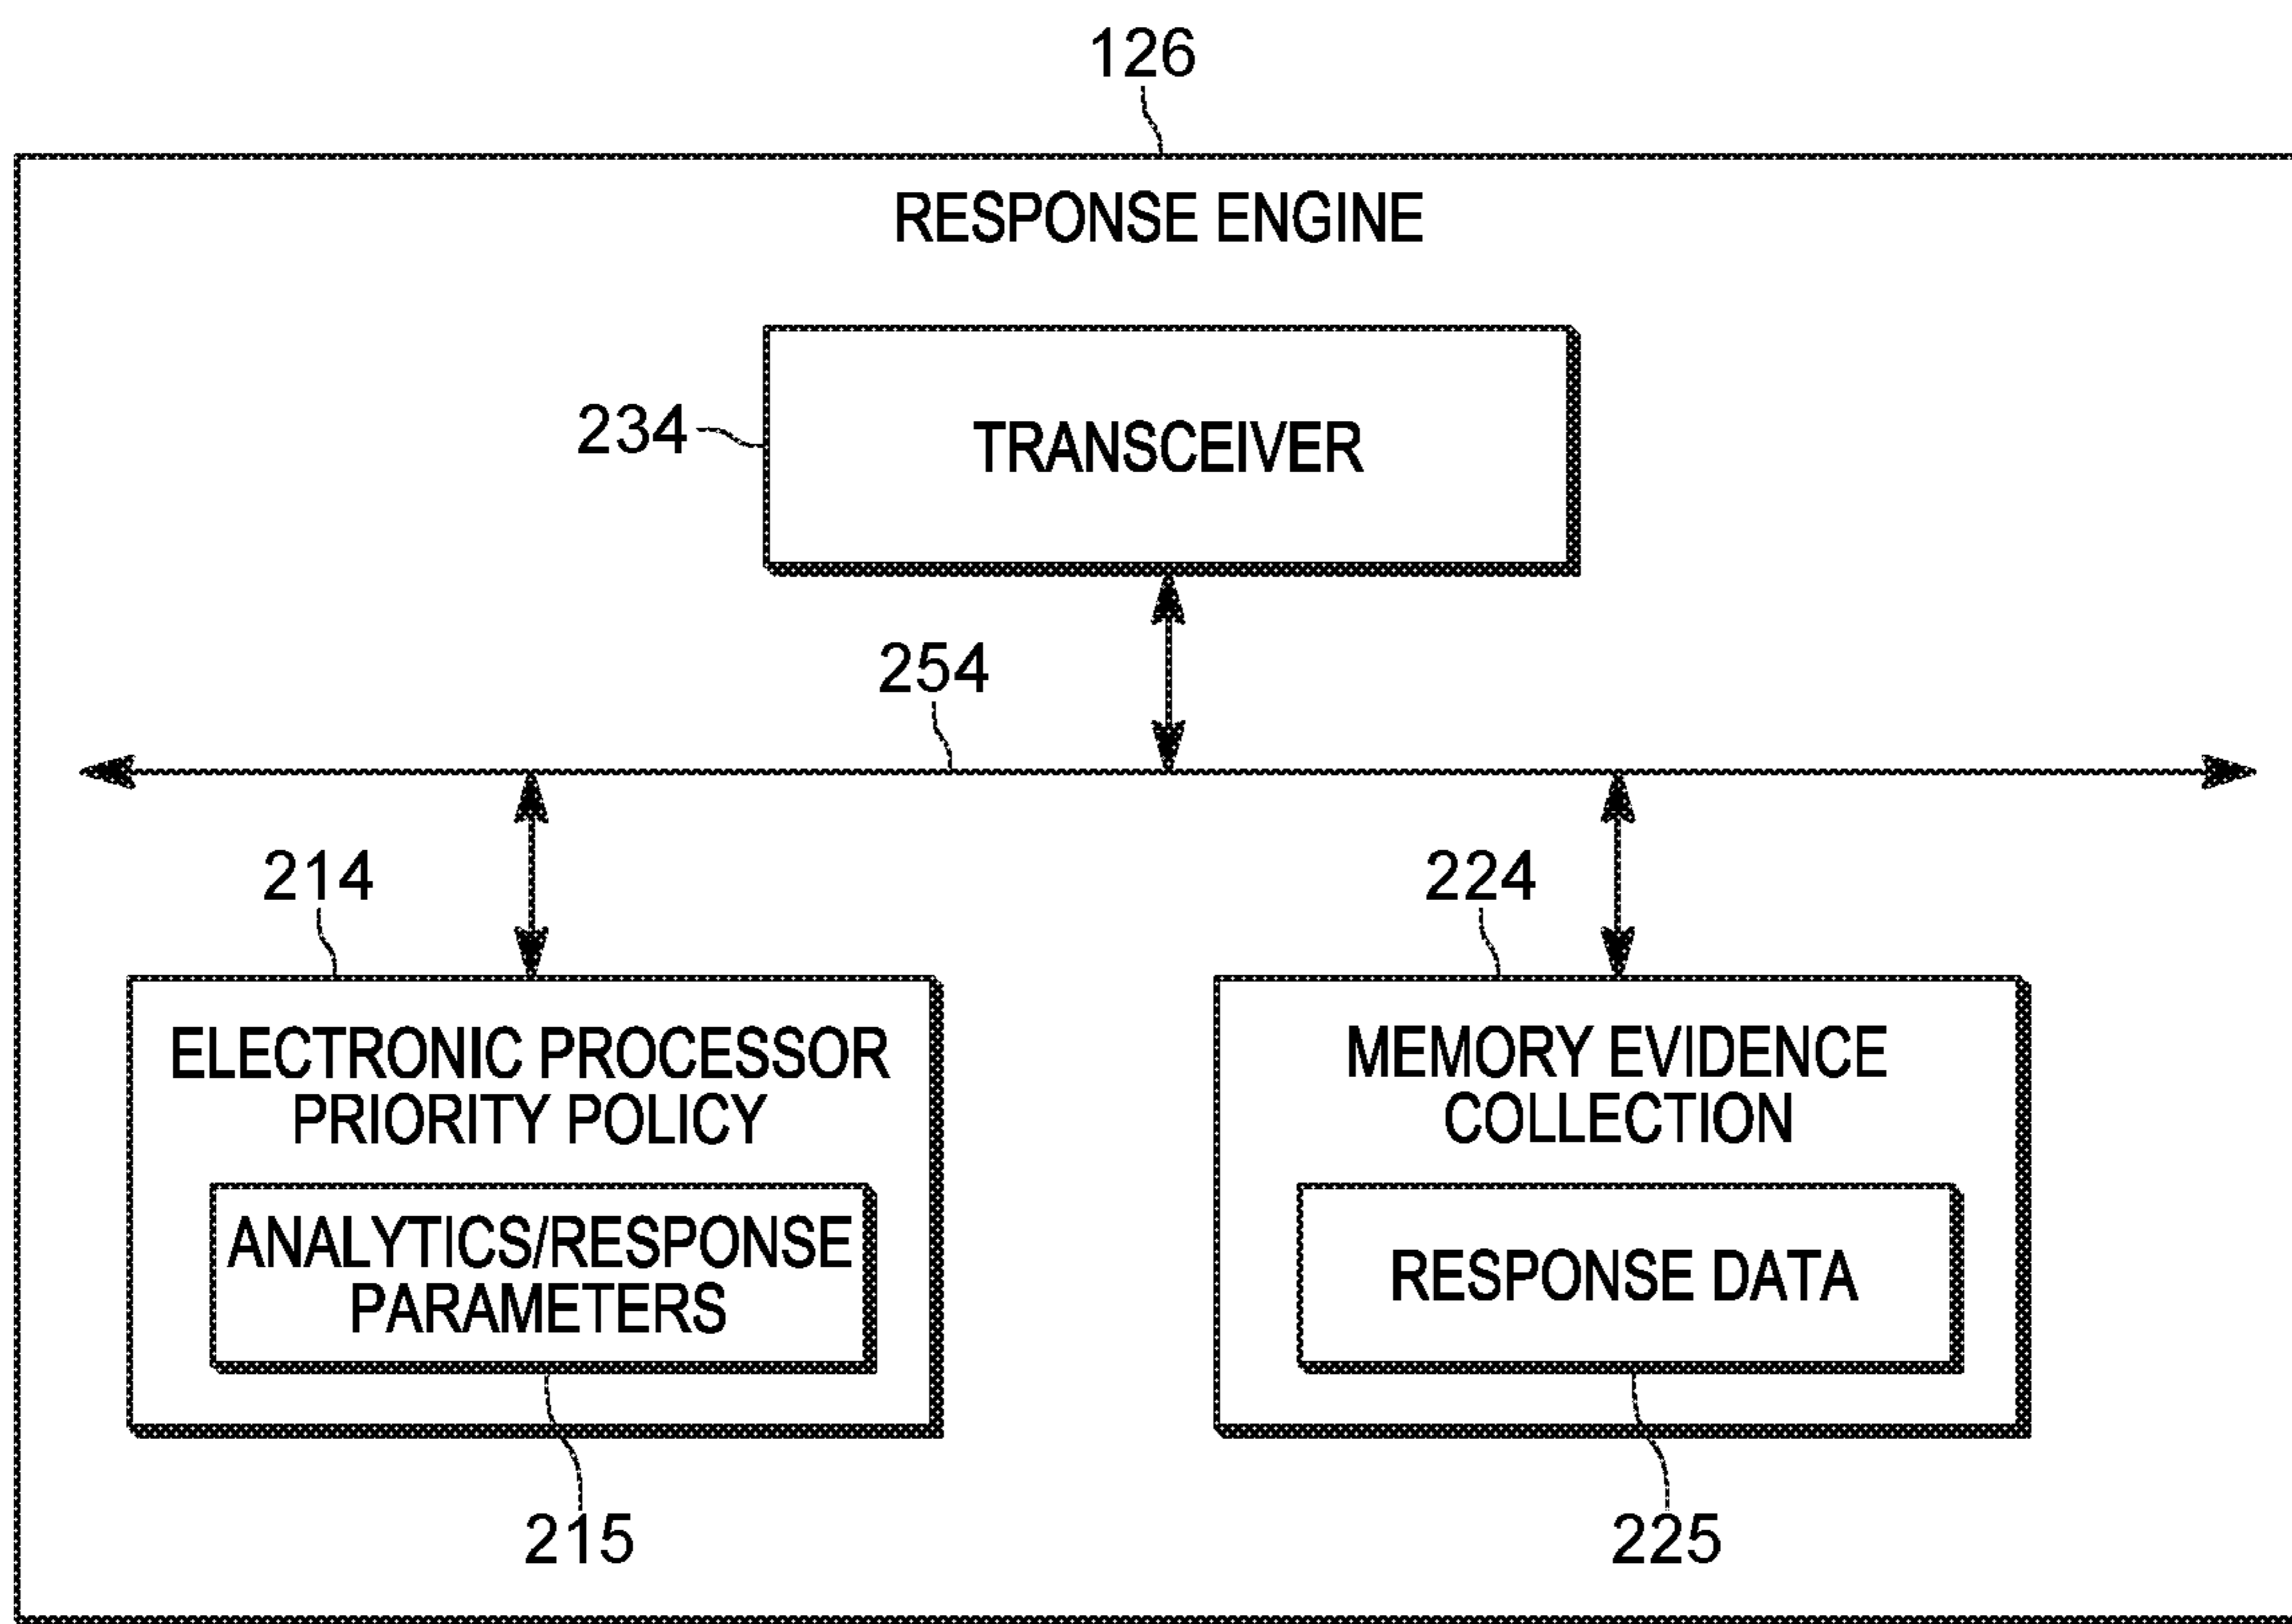 126
RESPONSE ENGINE
234
TRANSCEIVER
254
214
224
ELECTRONIC PROCESSOR
PRIORITY POLICY
MEMORY EVIDENCE
COLLECTION
ANALYTICS/RESPONSE
PARAMETERS
RESPONSE DATA
215
225